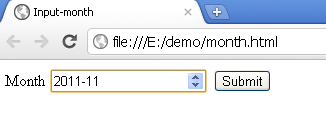 Input-month
file:///E:/demo/month.html
Month 2011-11 Submit